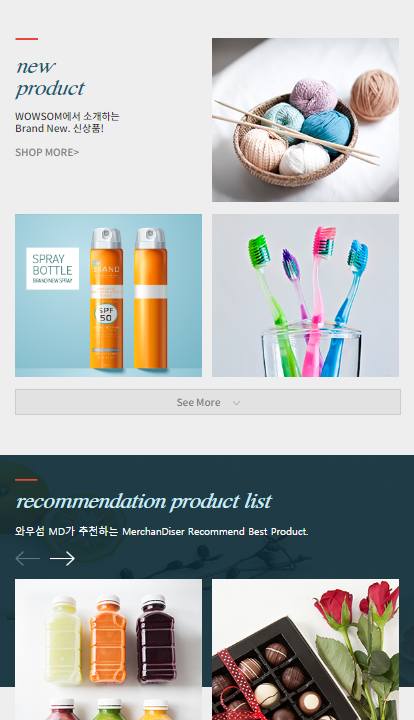 new
product
WOWSOM에서 소개하는
Brand New. 신상품!
SHOP MORE>
SPRAY
BOTTLE
BRAND NEW SPRAY
BRAND
SPF
50
See More
recommendation product list
와우섬 MD가 추천하는 MerchanDiser Recommend Best Product.